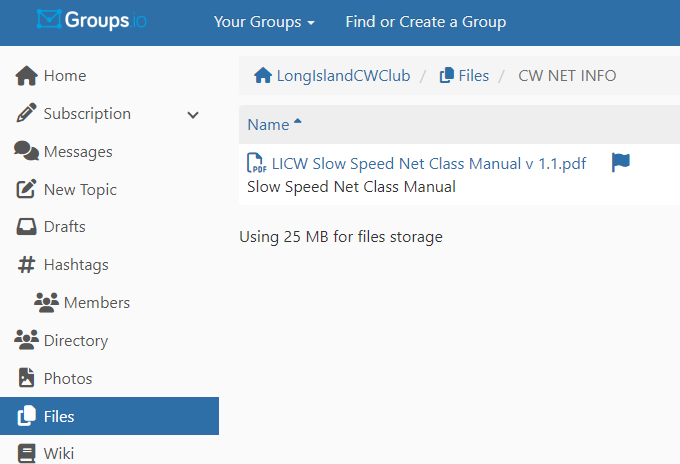 Groups.io Your Groups Find or Create a Group
Home
Subscription
Messages
New Topic
Drafts
Hashtags
Members
Directory
Photos
Files
Wiki
LongIslandCWClub / Files / CW NET INFO
Name
PDF LICW Slow Speed Net Class Manual v 1.1.pdf
Slow Speed Net Class Manual
Using 25 MB for files storage